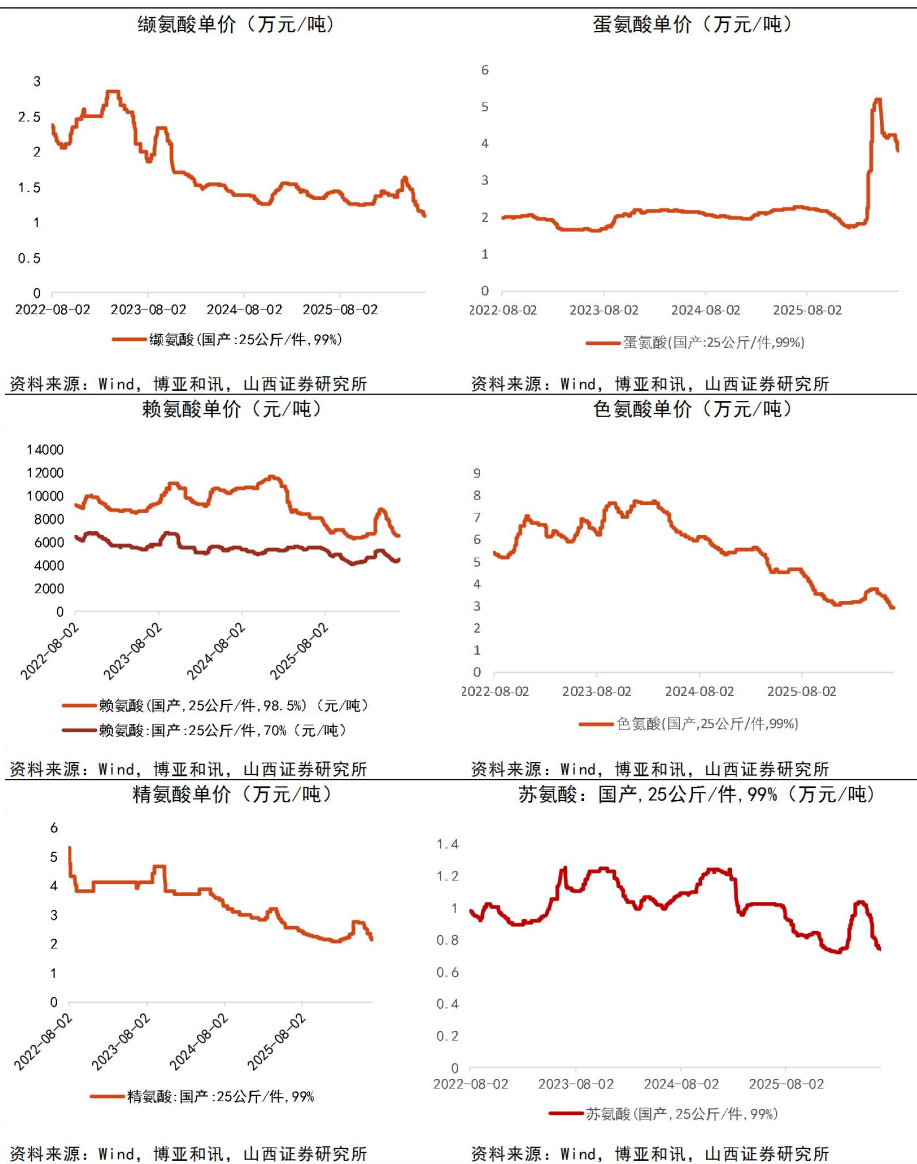 缬氨酸单价（万元/吨）
3
2.5
2
1.5
1
0.5
0
2022-08-02 2023-08-02 2024-08-02 2025-08-02
缬氨酸(国产:25公斤/件,99%)
资料来源：Wind，博亚和讯，山西证券研究所
蛋氨酸单价（万元/吨）
6
5
4
3
2
1
0
2022-08-02 2023-08-02 2024-08-02 2025-08-02
蛋氨酸(国产:25公斤/件,99%)
资料来源：Wind，博亚和讯，山西证券研究所
赖氨酸单价（元/吨）
14000
12000
10000
8000
6000
4000
2000
0
2022-08-02 2023-08-02 2024-08-02 2025-08-02
赖氨酸(国产,25公斤/件,98.5%)（元/吨）
赖氨酸:国产:25公斤/件,70%（元/吨）
资料来源：Wind，博亚和讯，山西证券研究所
色氨酸单价（万元/吨）
9
8
7
6
5
4
3
2
1
0
2022-08-02 2023-08-02 2024-08-02 2025-08-02
色氨酸(国产,25公斤/件,99%)
资料来源：Wind，博亚和讯，山西证券研究所
精氨酸单价（万元/吨）
6
5
4
3
2
1
0
2022-08-02 2023-08-02 2024-08-02 2025-08-02
精氨酸:国产:25公斤/件,99%
资料来源：Wind，博亚和讯，山西证券研究所
苏氨酸：国产,25公斤/件,99%（万元/吨）
1.4
1.2
1
0.8
0.6
0.4
0.2
0
2022-08-02 2023-08-02 2024-08-02 2025-08-02
苏氨酸(国产,25公斤/件,99%)
资料来源：Wind，博亚和讯，山西证券研究所